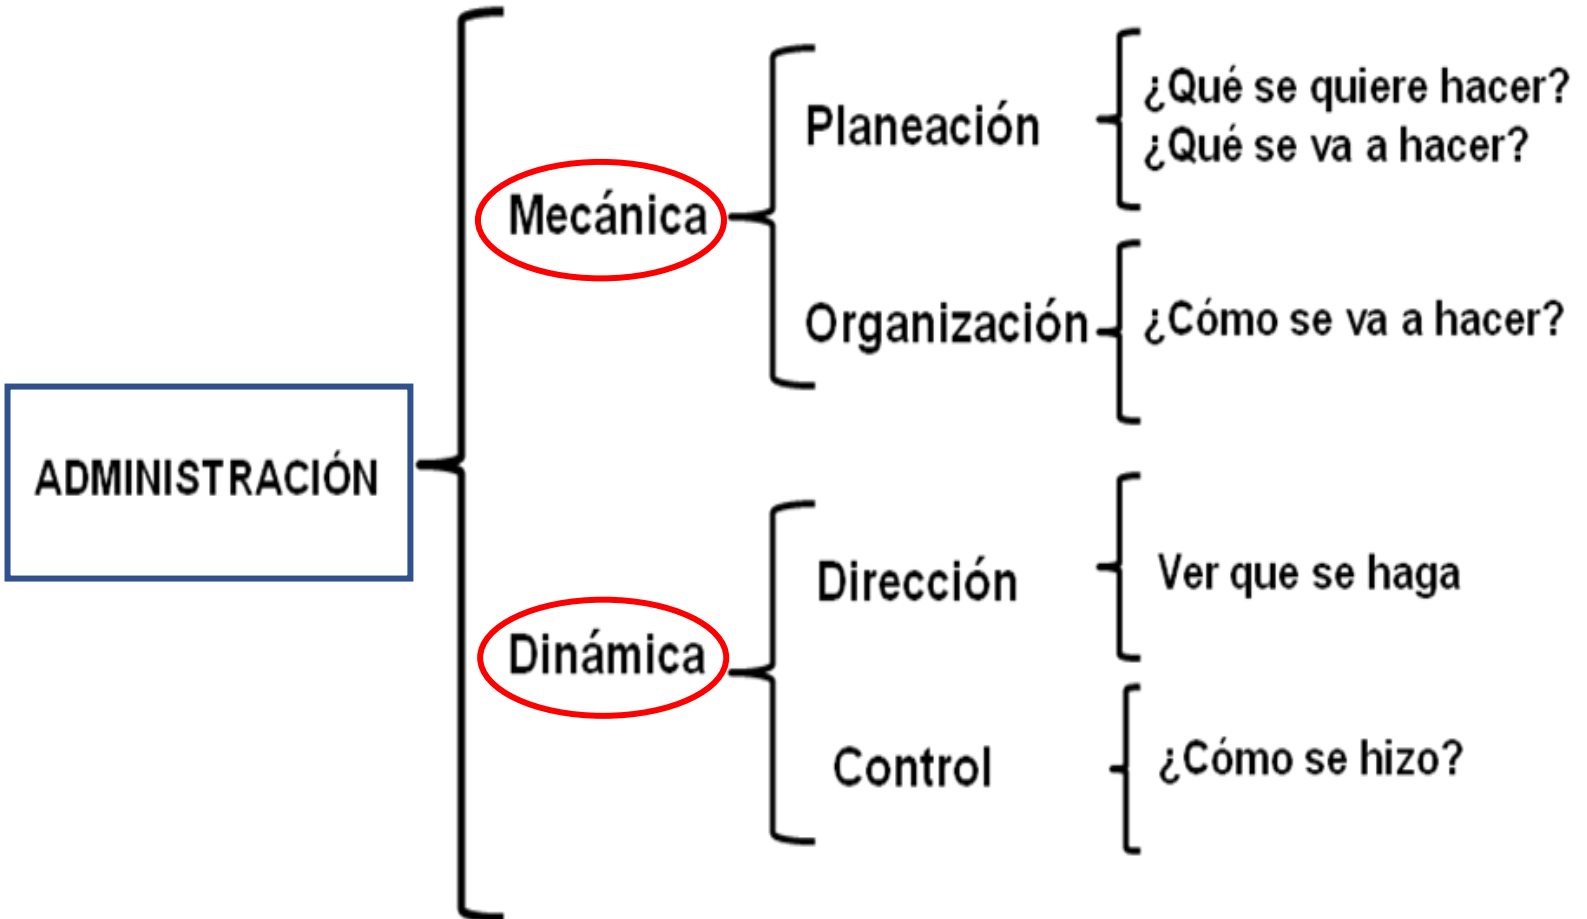 ADMINISTRACIÓN
Mecánica
Planeación
¿Qué se quiere hacer?
¿Qué se va a hacer?
Organización
¿Cómo se va a hacer?
Dinámica
Dirección
Ver que se haga
Control
¿Cómo se hizo?